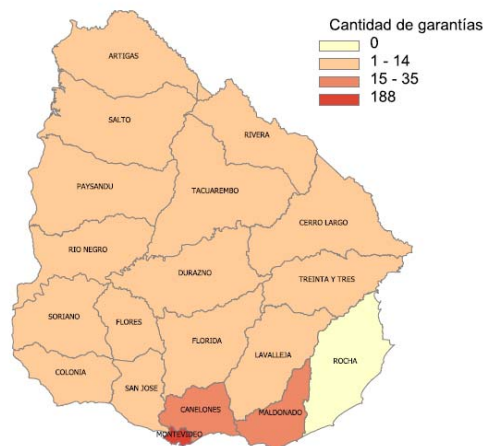 Cantidad de garantías
0
1 - 14
15 - 35
188
ARTIGAS
SALTO
RIVERA
PAYSANDU
TACUAREMBO
CERRO LARGO
RIO NEGRO
DURAZNO
TREINTA Y TRES
SORIANO
FLORES
FLORIDA
LAVALLEJA
ROCHA
COLONIA
SAN JOSE
CANELONES
MALDONADO
MONTEVIDEO